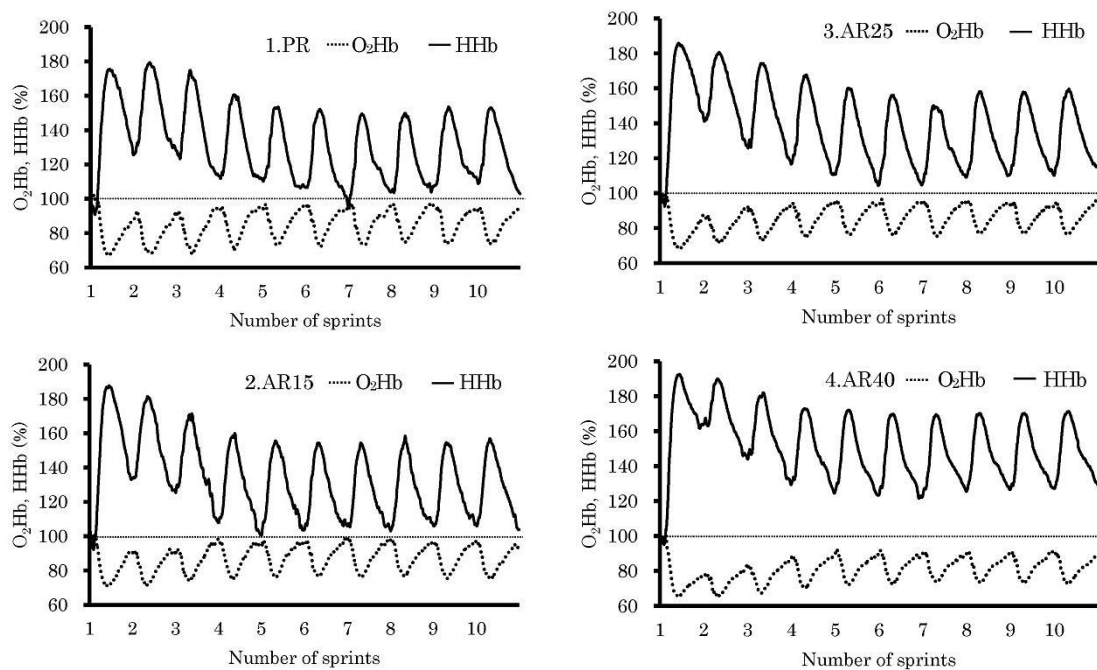 1.PR O₂Hb HHb
O₂Hb, HHb (%)
200
180
160
140
120
100
80
60
1 2 3 4 5 6 7 8 9 10
Number of sprints
3.AR25 O₂Hb HHb
O₂Hb, HHb (%)
200
180
160
140
120
100
80
60
1 2 3 4 5 6 7 8 9 10
Number of sprints
2.AR15 O₂Hb HHb
O₂Hb, HHb (%)
200
180
160
140
120
100
80
60
1 2 3 4 5 6 7 8 9 10
Number of sprints
4.AR40 O₂Hb HHb
O₂Hb, HHb (%)
200
180
160
140
120
100
80
60
1 2 3 4 5 6 7 8 9 10
Number of sprints